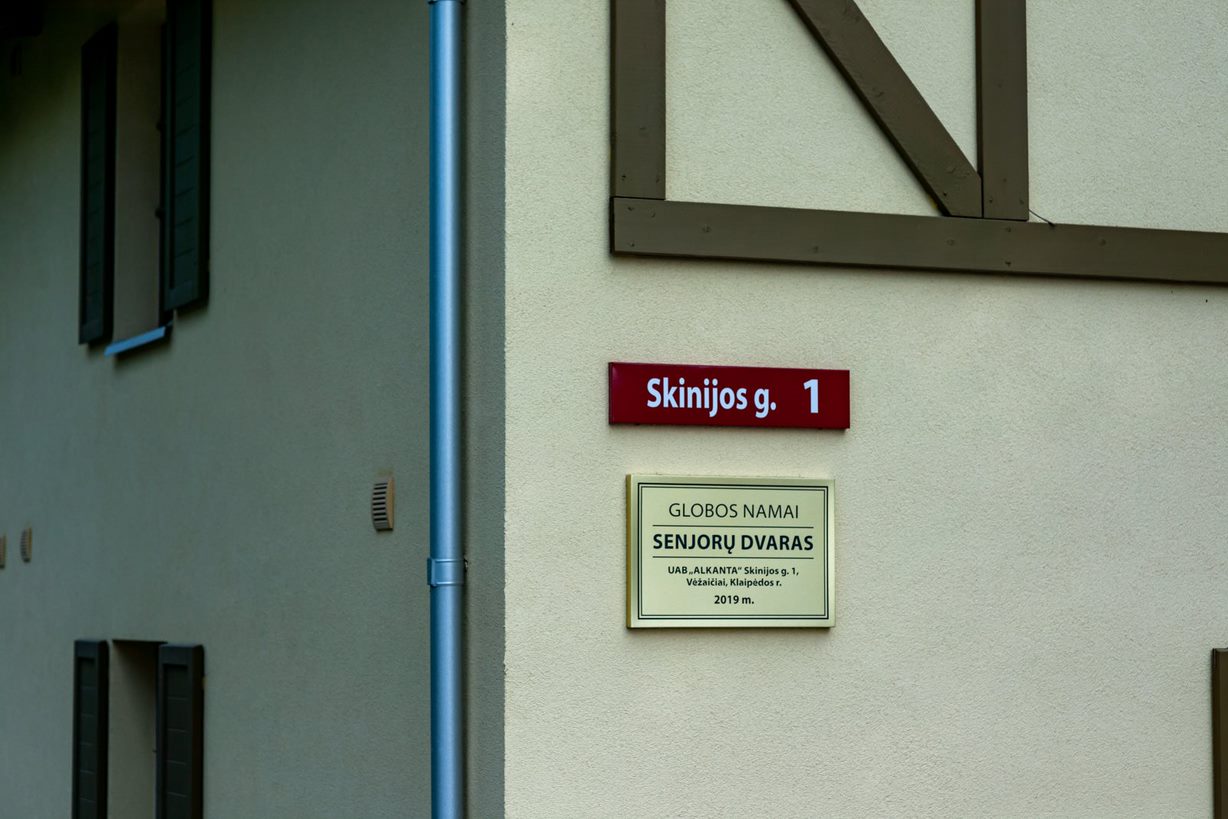 Skinijos g. 1
GLOBOS NAMAI
SENJORŲ DVARAS
UAB „ALKANTA“ Skinijos g. 1,
Vėžaičiai, Klaipėdos r.
2019 m.